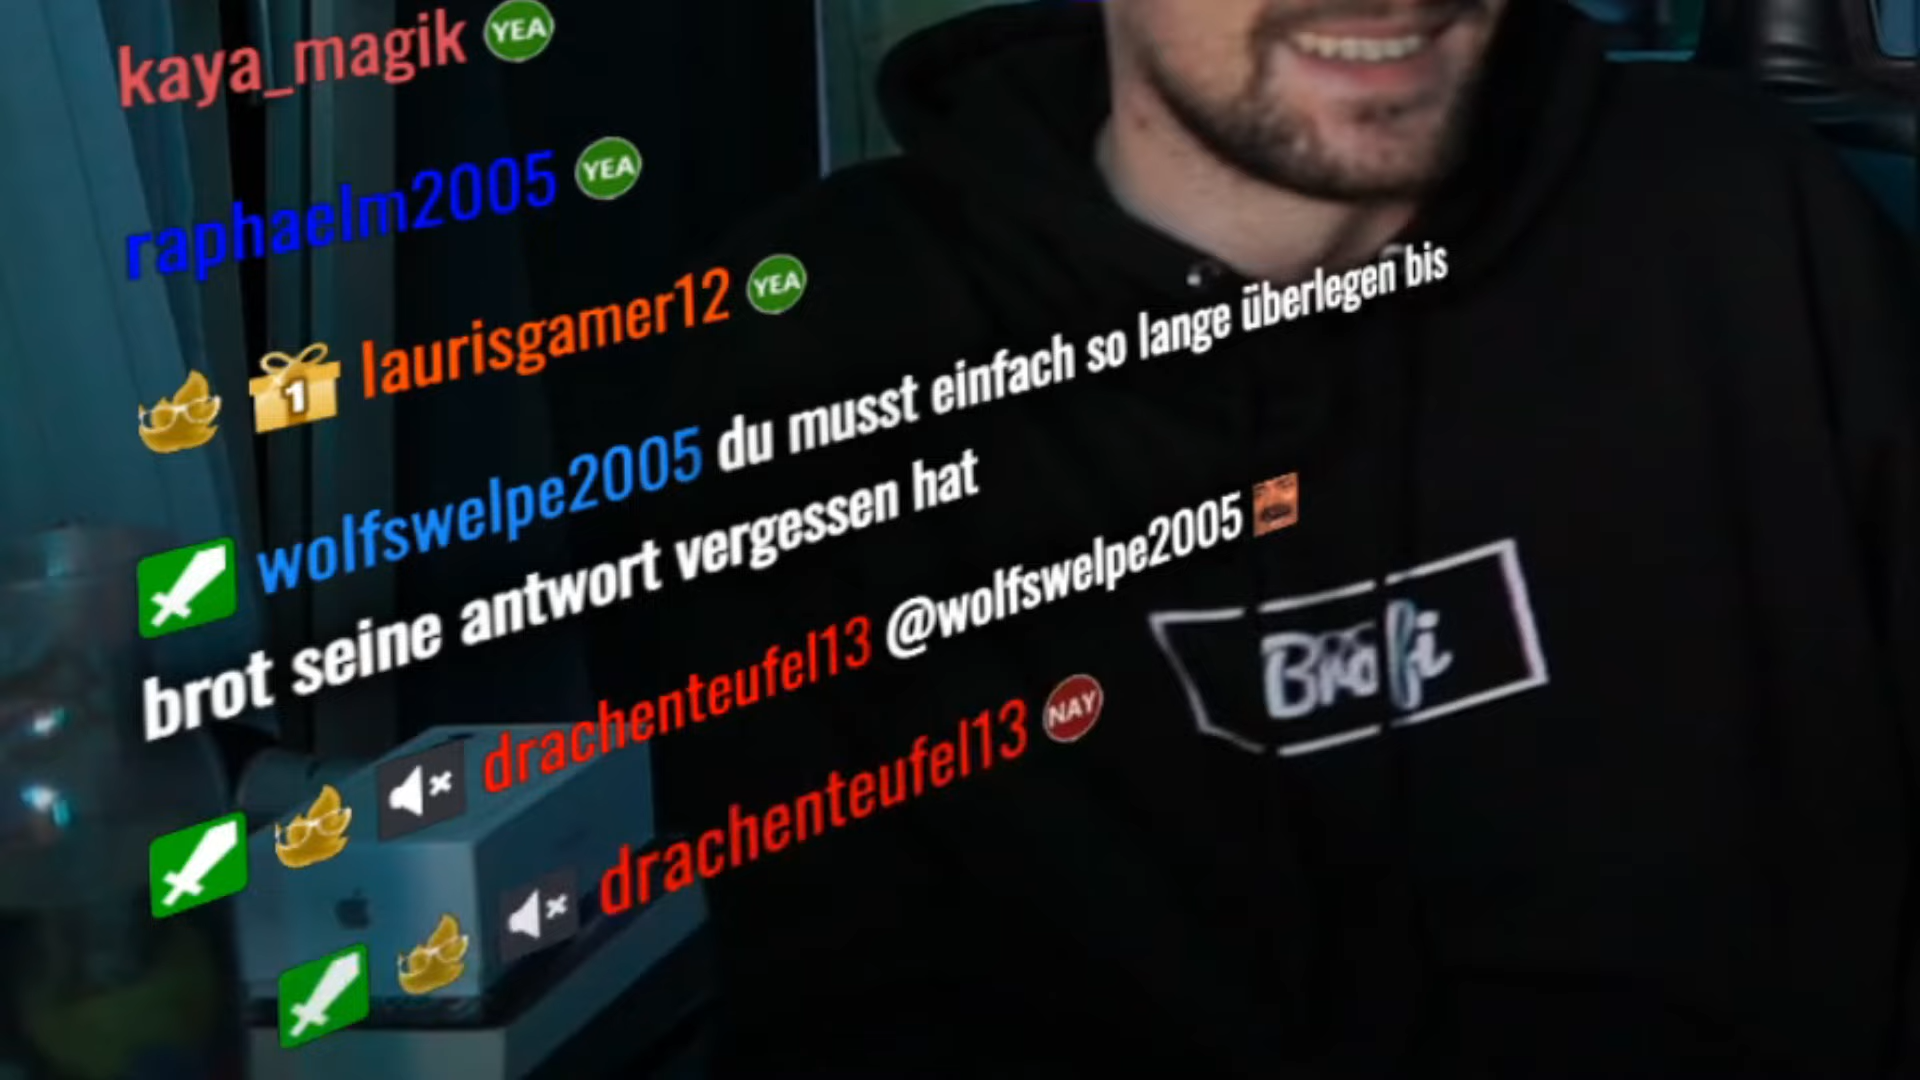 kaya_magik YEA
raphaelm2005 YEA
1 laurisgamer12 YEA
wolfswelpe2005 du musst einfach so lange überlegen bis
brot seine antwort vergessen hat
drachenteufel13 @wolfswelpe2005
drachenteufel13 NAY